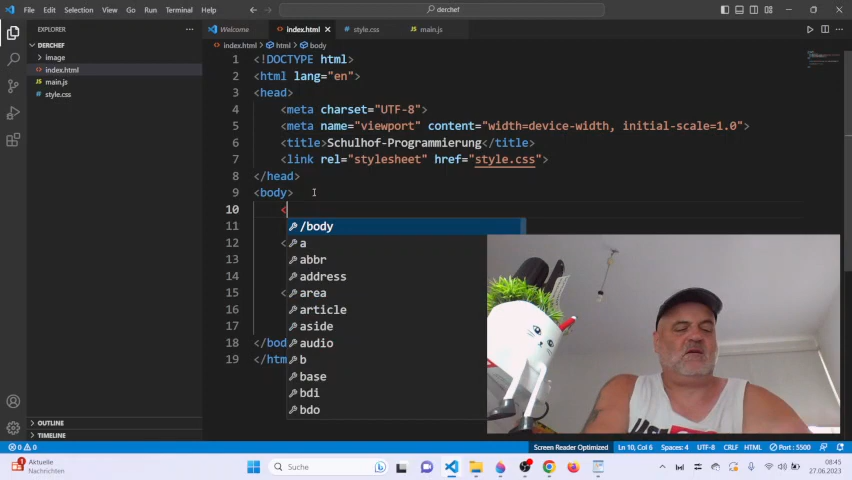 File Edit Selection View Go Run Terminal Help
derchef
EXPLORER
Welcome
index.html
style.css
main.js
index.html > html > body
DERCHEF
image
index.html
main.js
style.css
1 <!DOCTYPE html>
2 <html lang="en">
3 <head>
4 <meta charset="UTF-8">
5 <meta name="viewport" content="width=device-width, initial-scale=1.0">
6 <title>Schulhof-Programmierung</title>
7 <link rel="stylesheet" href="style.css">
8 </head>
9 <body>
10 <
11
12 <
13
14
15 <
16
17
18 </bod
19 </htm
/body
a
abbr
address
area
article
aside
audio
b
base
bdi
bdo
OUTLINE
TIMELINE
0 0
Screen Reader Optimized Ln 10, Col 6 Spaces: 4 UTF-8 CRLF HTML Port : 5500
Aktuelle
Nachrichten
Suche
08:45
27.06.2023